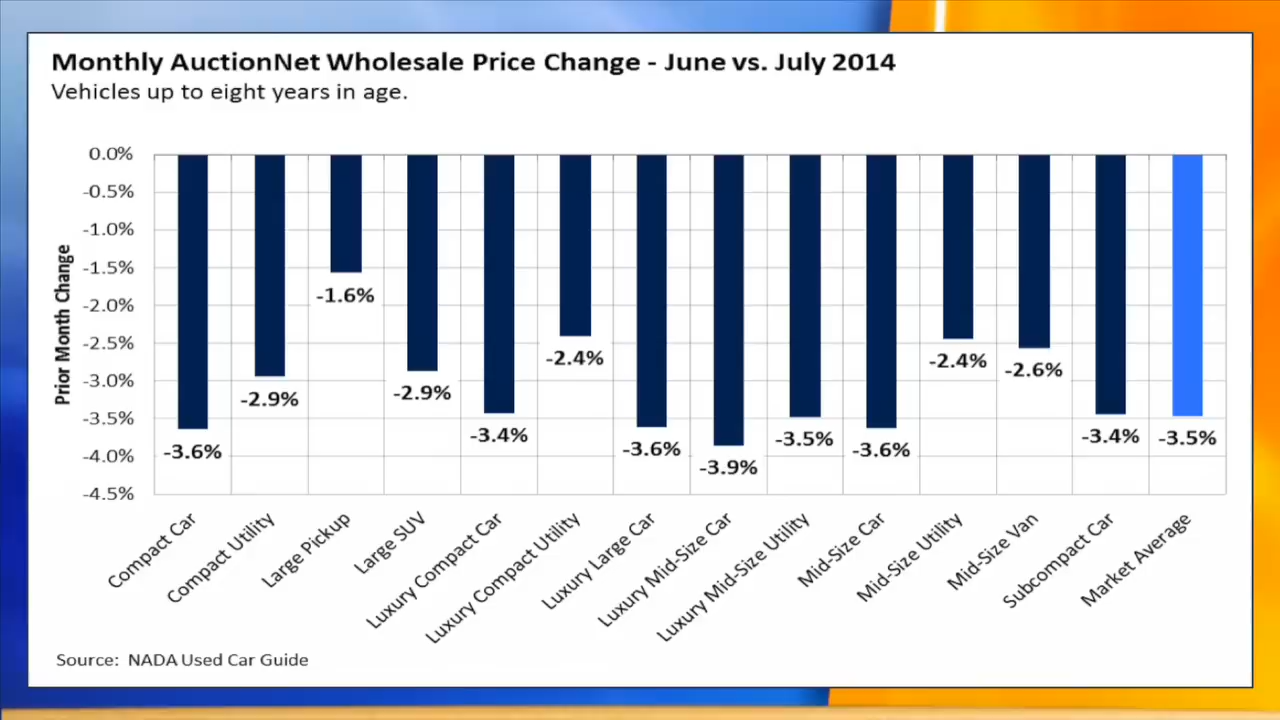 Monthly AuctionNet Wholesale Price Change - June vs. July 2014
Vehicles up to eight years in age.
Prior Month Change
0.0%
-0.5%
-1.0%
-1.5%
-2.0%
-2.5%
-3.0%
-3.5%
-4.0%
-4.5%
-3.6%
-2.9%
-1.6%
-2.9%
-3.4%
-2.4%
-3.6%
-3.9%
-3.5%
-3.6%
-2.4%
-2.6%
-3.4%
-3.5%
Compact Car
Compact Utility
Large Pickup
Large SUV
Luxury Compact Car
Luxury Compact Utility
Luxury Large Car
Luxury Mid-Size Car
Luxury Mid-Size Utility
Mid-Size Car
Mid-Size Utility
Mid-Size Van
Subcompact Car
Market Average
Source: NADA Used Car Guide